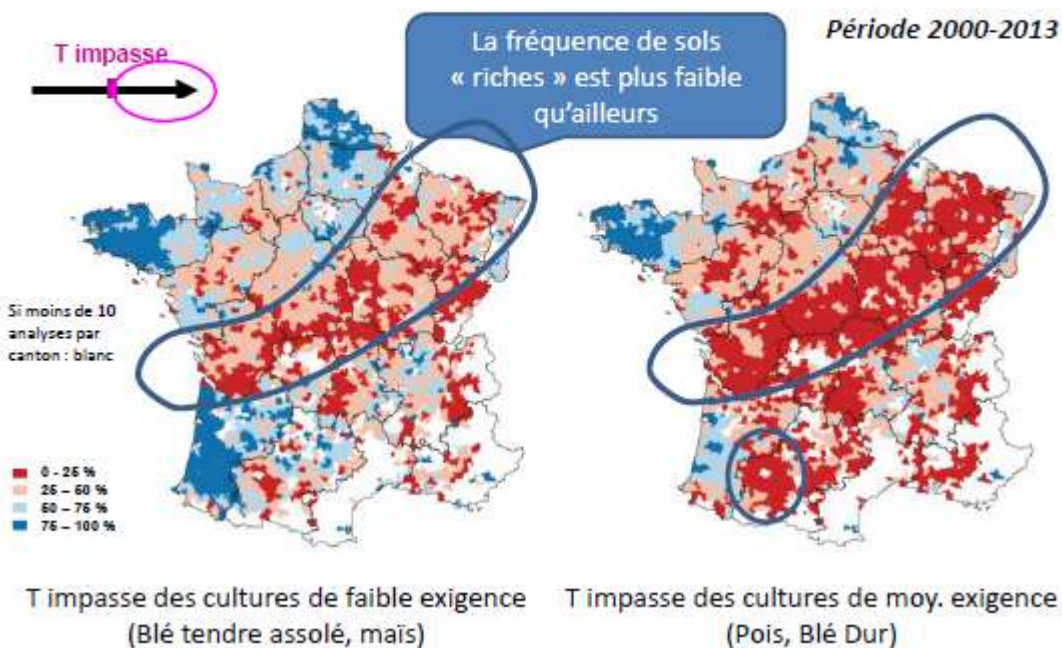 Période 2000-2013
T impasse
La fréquence de sols
« riches » est plus faible
qu'ailleurs
Si moins de 10
analyses par
canton : blanc
0 - 25 %
25 – 50 %
50 – 75 %
75 – 100 %
T impasse des cultures de faible exigence
(Blé tendre assolé, maïs)
T impasse des cultures de moy. exigence
(Pois, Blé Dur)